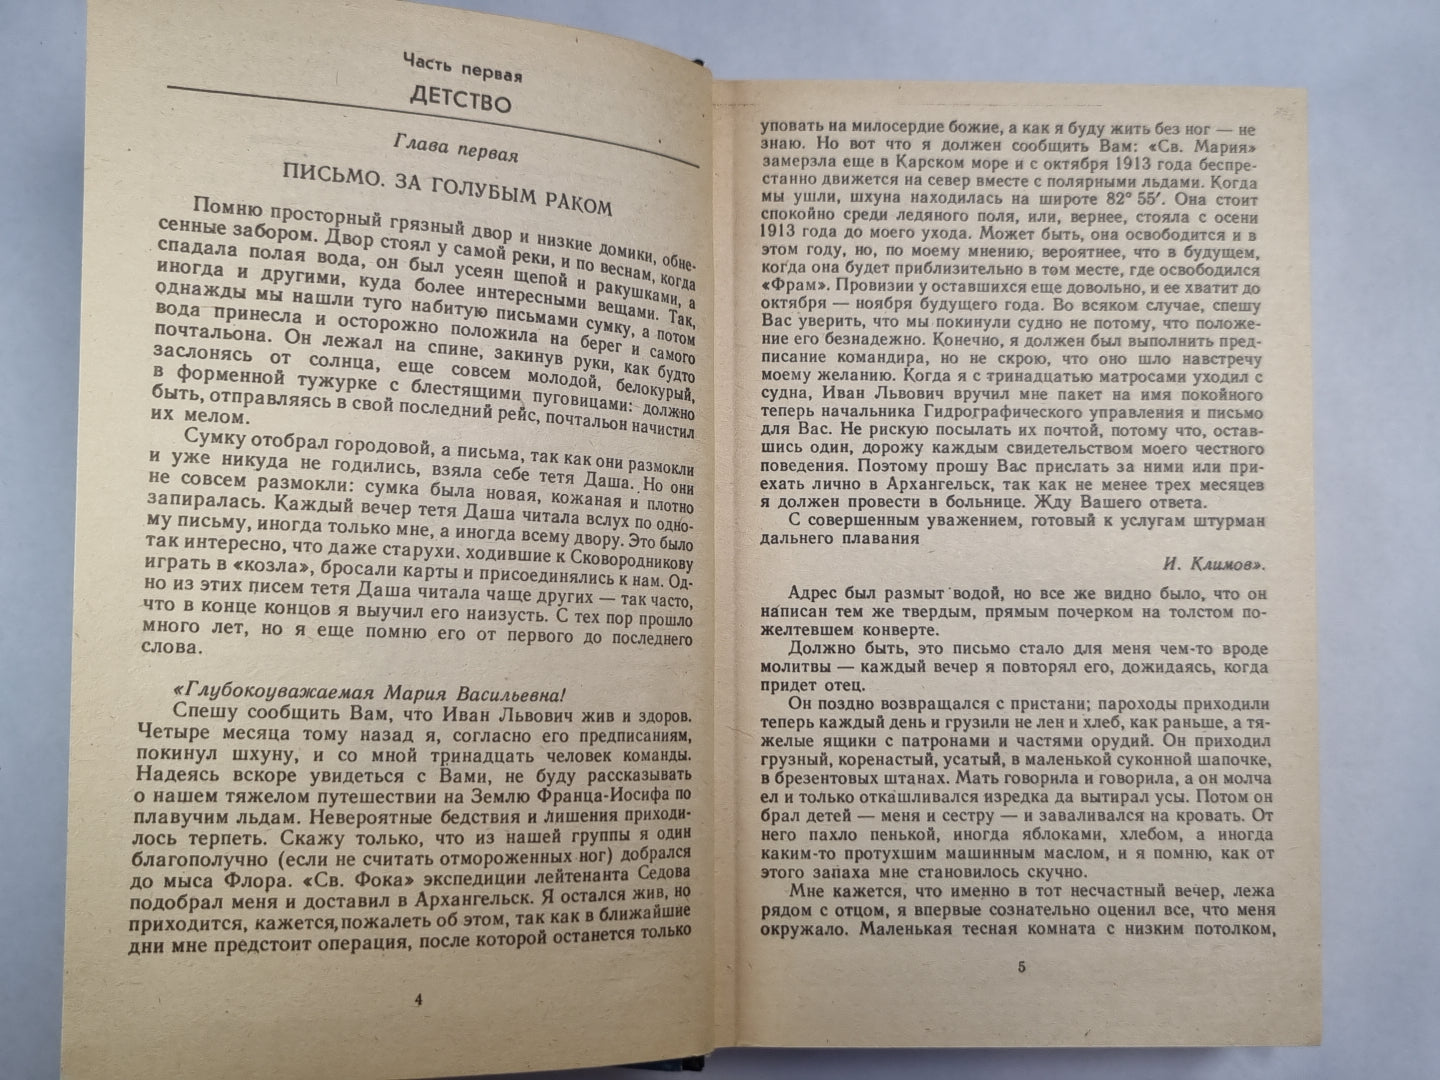 Часть первая
ДЕТСТВО
Глава первая
ПИСЬМО. ЗА ГОЛУБЫМ РАКОМ
Помню просторный грязный двор и низкие домики, обне-
сенные забором. Двор стоял у самой реки, и по веснам, когда
спадала полая вода, он был усеян щепой и ракушками, а
иногда и другими, куда более интересными вещами. Так,
однажды мы нашли туго набитую письмами сумку, а потом
вода принесла и осторожно положила на берег и самого
почтальона. Он лежал на спине, закинув руки, как будто
заслонясь от солнца, еще совсем молодой, белокурый,
в форменной тужурке с блестящими пуговицами: должно
быть, отправляясь в свой последний рейс, почтальон начистил
их мелом.
Сумку отобрал городовой, а письма, так как они размокли
и уже никуда не годились, взяла себе тетя Даша. Но они
не совсем размокли: сумка была новая, кожаная и плотно
запиралась. Каждый вечер тетя Даша читала вслух по одно-
му письму, иногда только мне, а иногда всему двору. Это было
так интересно, что даже старухи, ходившие к Сковородникову
играть в «козла», бросали карты и присоединялись к нам. Од-
но из этих писем тетя Даша читала чаще других — так часто,
что в конце концов я выучил его наизусть. С тех пор прошло
много лет, но я еще помню его от первого до последнего
слова.
«Глубокоуважаемая Мария Васильевна!
Спешу сообщить Вам, что Иван Львович жив и здоров.
Четыре месяца тому назад я, согласно его предписаниям,
покинул шхуну, и со мной тринадцать человек команды.
Надеясь вскоре увидеться с Вами, не буду рассказывать
о нашем тяжелом путешествии на Землю Франца-Иосифа по
плавучим льдам. Невероятные бедствия и лишения приходи-
лось терпеть. Скажу только, что из нашей группы я один
благополучно (если не считать отмороженных ног) добрался
до мыса Флора. «Св. Фока» экспедиции лейтенанта Седова
подобрал меня и доставил в Архангельск. Я остался жив, но
приходится, кажется, пожалеть об этом, так как в ближайшие
дни мне предстоит операция, после которой останется только
4
уповать на милосердие божие, а как я буду жить без ног — не
знаю. Но вот что я должен сообщить Вам: «Св. Мария»
замерзла еще в Карском море и с октября 1913 года беспре-
станно движется на север вместе с полярными льдами. Когда
мы ушли, шхуна находилась на широте 82° 55′. Она стоит
спокойно среди ледяного поля, или, вернее, стояла с осени
1913 года до моего ухода. Может быть, она освободится и в
этом году, но, по моему мнению, вероятнее, что в будущем,
когда она будет приблизительно в том месте, где освободился
«Фрам». Провизии у оставшихся еще довольно, и ее хватит до
октября — ноября будущего года. Во всяком случае, спешу
Вас уверить, что мы покинули судно не потому, что положе-
ние его безнадежно. Конечно, я должен был выполнить пред-
писание командира, но не скрою, что оно шло навстречу
моему желанию. Когда я с тринадцатью матросами уходил с
судна, Иван Львович вручил мне пакет на имя покойного
теперь начальника Гидрографического управления и письмо
для Вас. Не рискую посылать их почтой, потому что, остав-
шись один, дорожу каждым свидетельством моего честного
поведения. Поэтому прошу Вас прислать за ними или при-
ехать лично в Архангельск, так как не менее трех месяцев
я должен провести в больнице. Жду Вашего ответа.
С совершенным уважением, готовый к услугам штурман
дальнего плавания
И. Климов».
Адрес был размыт водой, но все же видно было, что он
написан тем же твердым, прямым почерком на толстом по-
желтевшем конверте.
Должно быть, это письмо стало для меня чем-то вроде
молитвы — каждый вечер я повторял его, дожидаясь, когда
придет отец.
Он поздно возвращался с пристани; пароходы приходили
теперь каждый день и грузили не лен и хлеб, как раньше, а тя-
желые ящики с патронами и частями орудий. Он приходил
грузный, коренастый, усатый, в маленькой суконной шапочке,
в брезентовых штанах. Мать говорила и говорила, а он молча
ел и только откашливался изредка да вытирал усы. Потом он
брал детей — меня и сестру — и заваливался на кровать. От
него пахло пенькой, иногда яблоками, хлебом, а иногда
каким-то протухшим машинным маслом, и я помню, как от
этого запаха мне становилось скучно.
Мне кажется, что именно в тот несчастный вечер, лежа
рядом с отцом, я впервые сознательно оценил все, что меня
окружало. Маленькая тесная комната с низким потолком,
5